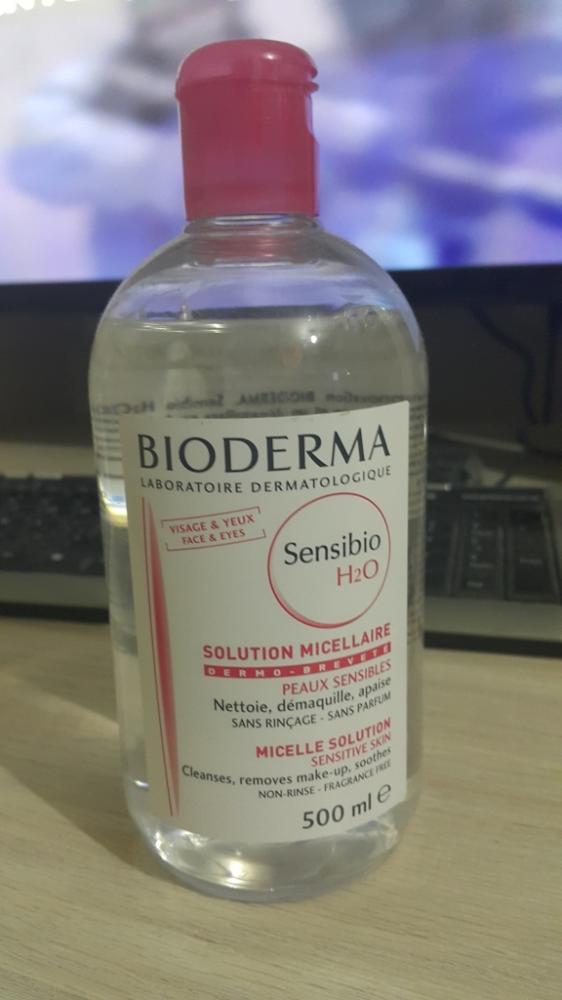 BIODERMA
LABORATOIRE DERMATOLOGIQUE
VISAGE & YEUX
FACE & EYES
Sensibio
H2O
SOLUTION MICELLAIRE
DERMO-BREVETÉ
PEAUX SENSIBLES
Nettoie, démaquille, apaise
SANS RINÇAGE - SANS PARFUM
MICELLE SOLUTION
SENSITIVE SKIN
Cleanses, removes make-up, soothes
NON-RINSE - FRAGRANCE FREE
500 ml ℮